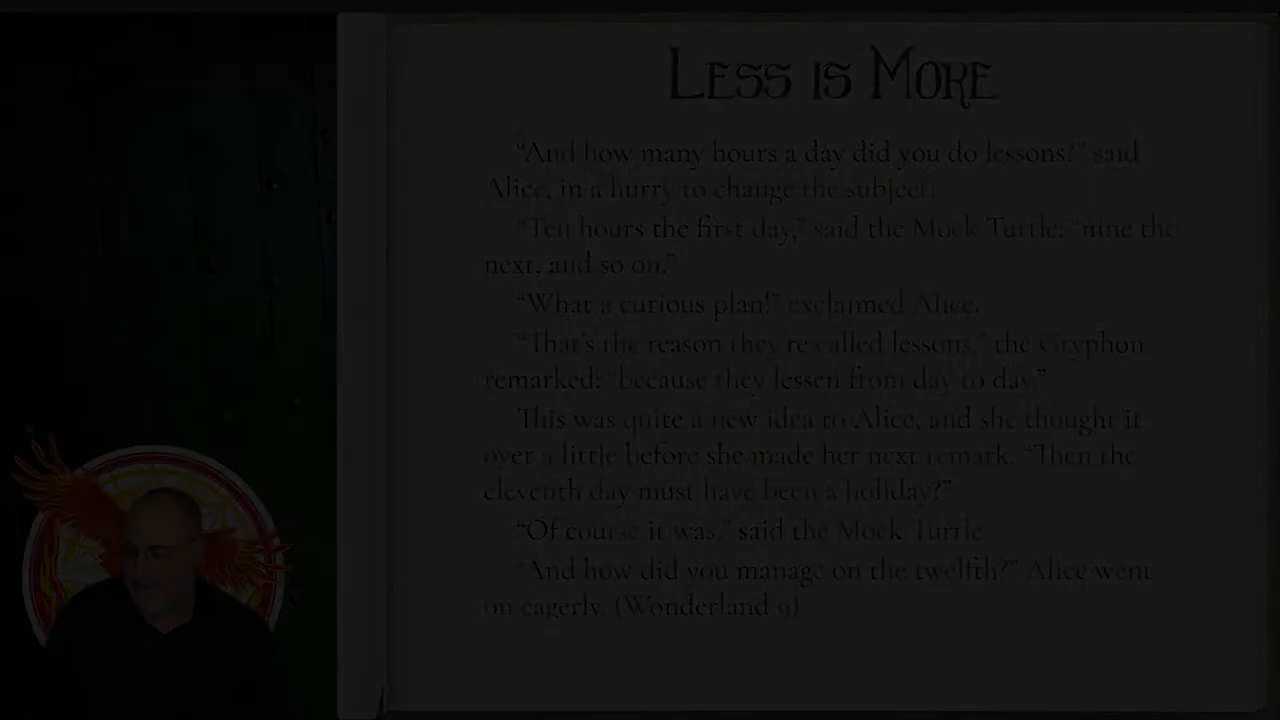 Less is More
“And how many hours a day did you do lessons?” said
Alice, in a hurry to change the subject.
“Ten hours the first day,” said the Mock Turtle: “nine the
next, and so on.”
“What a curious plan!” exclaimed Alice.
“That’s the reason they’re called lessons,” the Gryphon
remarked: “because they lessen from day to day.”
This was quite a new idea to Alice, and she thought it
over a little before she made her next remark. “Then the
eleventh day must have been a holiday?”
“Of course it was,” said the Mock Turtle
“And how did you manage on the twelfth?” Alice went
on eagerly. (Wonderland 9)